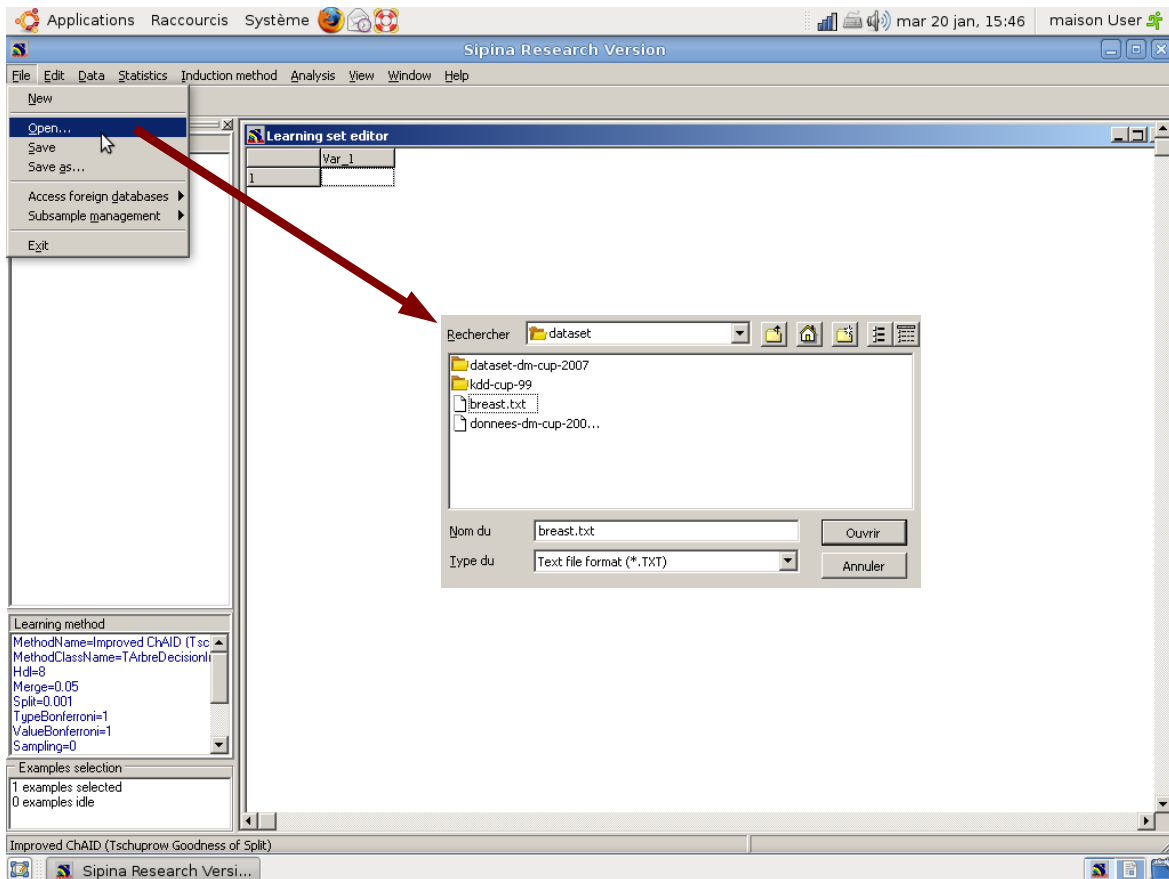 Applications Raccourcis Système mar 20 jan, 15:46 maison User
Sipina Research Version
File Edit Data Statistics Induction method Analysis View Window Help
New
Open...
Save
Save as...
Access foreign databases
Subsample management
Exit
Learning set editor
Var_1
1
Rechercher dataset
dataset-dm-cup-2007
kdd-cup-99
breast.txt
donnees-dm-cup-200...
Nom du breast.txt Ouvrir
Type du Text file format (*.TXT) Annuler
Learning method
MethodName=Improved ChAID (Tsc
MethodClassName=TArbreDecisionI
Hdl=8
Merge=0.05
Split=0.001
TypeBonferroni=1
ValueBonferroni=1
Sampling=0
Examples selection
1 examples selected
0 examples idle
Improved ChAID (Tschuprow Goodness of Split)
Sipina Research Versi...